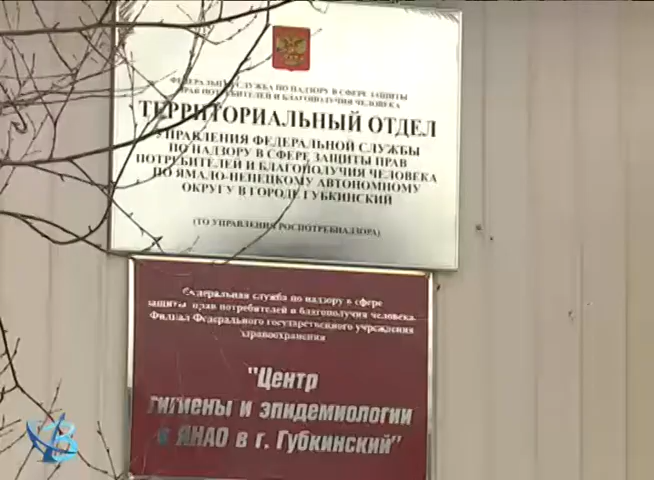 ФЕДЕРАЛЬНАЯ СЛУЖБА ПО НАДЗОРУ В СФЕРЕ ЗАЩИТЫ
ПРАВ ПОТРЕБИТЕЛЕЙ И БЛАГОПОЛУЧИЯ ЧЕЛОВЕКА
ТЕРРИТОРИАЛЬНЫЙ ОТДЕЛ
УПРАВЛЕНИЯ ФЕДЕРАЛЬНОЙ СЛУЖБЫ
ПО НАДЗОРУ В СФЕРЕ ЗАЩИТЫ ПРАВ
ПОТРЕБИТЕЛЕЙ И БЛАГОПОЛУЧИЯ ЧЕЛОВЕКА
ПО ЯМАЛО-НЕНЕЦКОМУ АВТОНОМНОМУ
ОКРУГУ В ГОРОДЕ ГУБКИНСКИЙ
(ТО УПРАВЛЕНИЯ РОСПОТРЕБНАДЗОРА)
Федеральная служба по надзору в сфере
защиты прав потребителей и благополучия человека
Филиал Федерального государственного учреждения
здравоохранения
"Центр
гигиены и эпидемиологии
в ЯНАО в г. Губкинский"